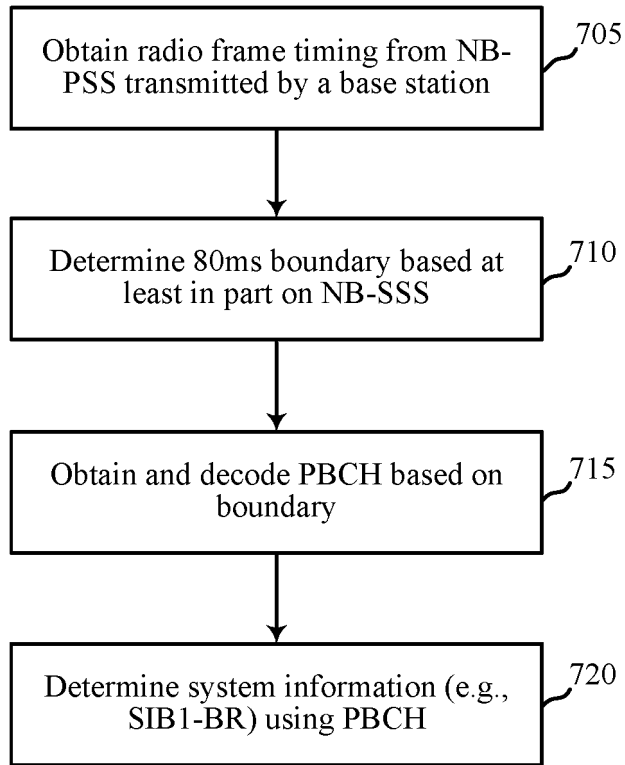 Obtain radio frame timing from NB-
PSS transmitted by a base station
705
Determine 80ms boundary based at
least in part on NB-SSS
710
Obtain and decode PBCH based on
boundary
715
Determine system information (e.g.,
SIB1-BR) using PBCH
720